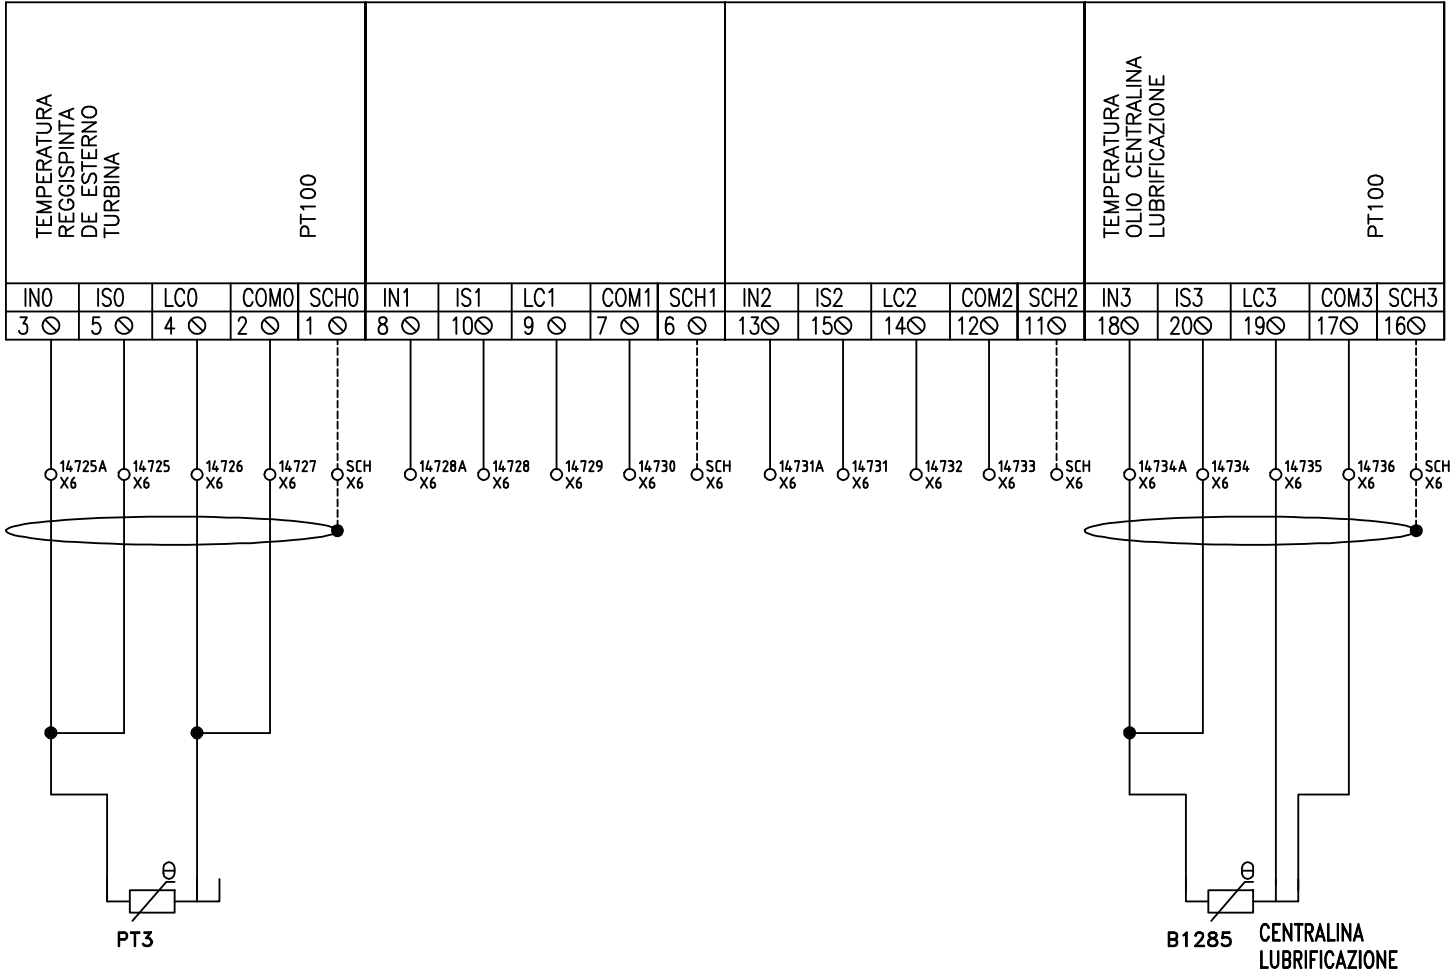 TEMPERATURA
REGGISPINTA
DE ESTERNO
TURBINA
PT100
TEMPERATURA
OLIO CENTRALINA
LUBRIFICAZIONE
PT100
IN0 IS0 LC0 COM0 SCH0 IN1 IS1 LC1 COM1 SCH1 IN2 IS2 LC2 COM2 SCH2 IN3 IS3 LC3 COM3 SCH3
3 5 4 2 1 8 10 9 7 6 13 15 14 12 11 18 20 19 17 16
14725A 14725 14726 14727 SCH 14728A 14728 14729 14730 SCH 14731A 14731 14732 14733 SCH 14734A 14734 14735 14736 SCH
X6 X6 X6 X6 X6 X6 X6 X6 X6 X6 X6 X6 X6 X6 X6 X6 X6 X6 X6 X6
θ θ
PT3
B1285
CENTRALINA
LUBRIFICAZIONE